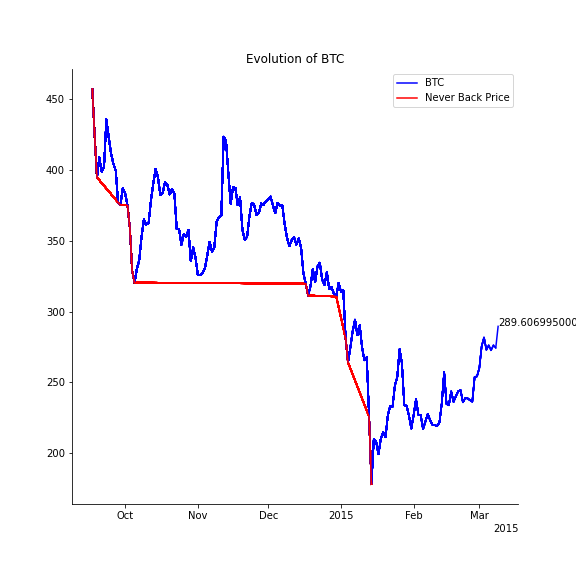 Evolution of BTC
BTC
Never Back Price
450
400
350
300
250
200
289.606995000
Oct
Nov
Dec
2015
Feb
Mar
2015